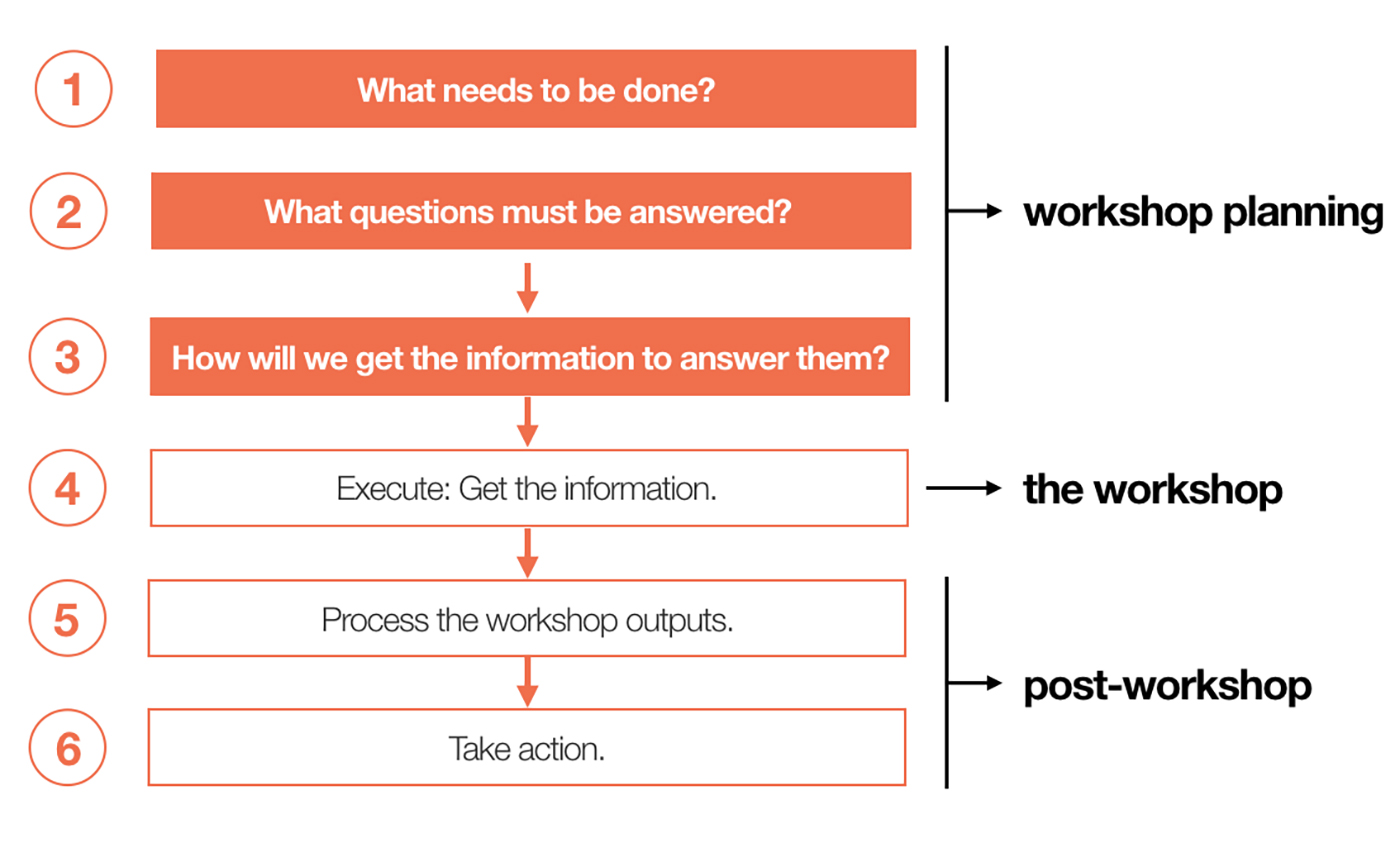 1
What needs to be done?
2
What questions must be answered?
workshop planning
3
How will we get the information to answer them?
4
Execute: Get the information.
the workshop
5
Process the workshop outputs.
post-workshop
6
Take action.